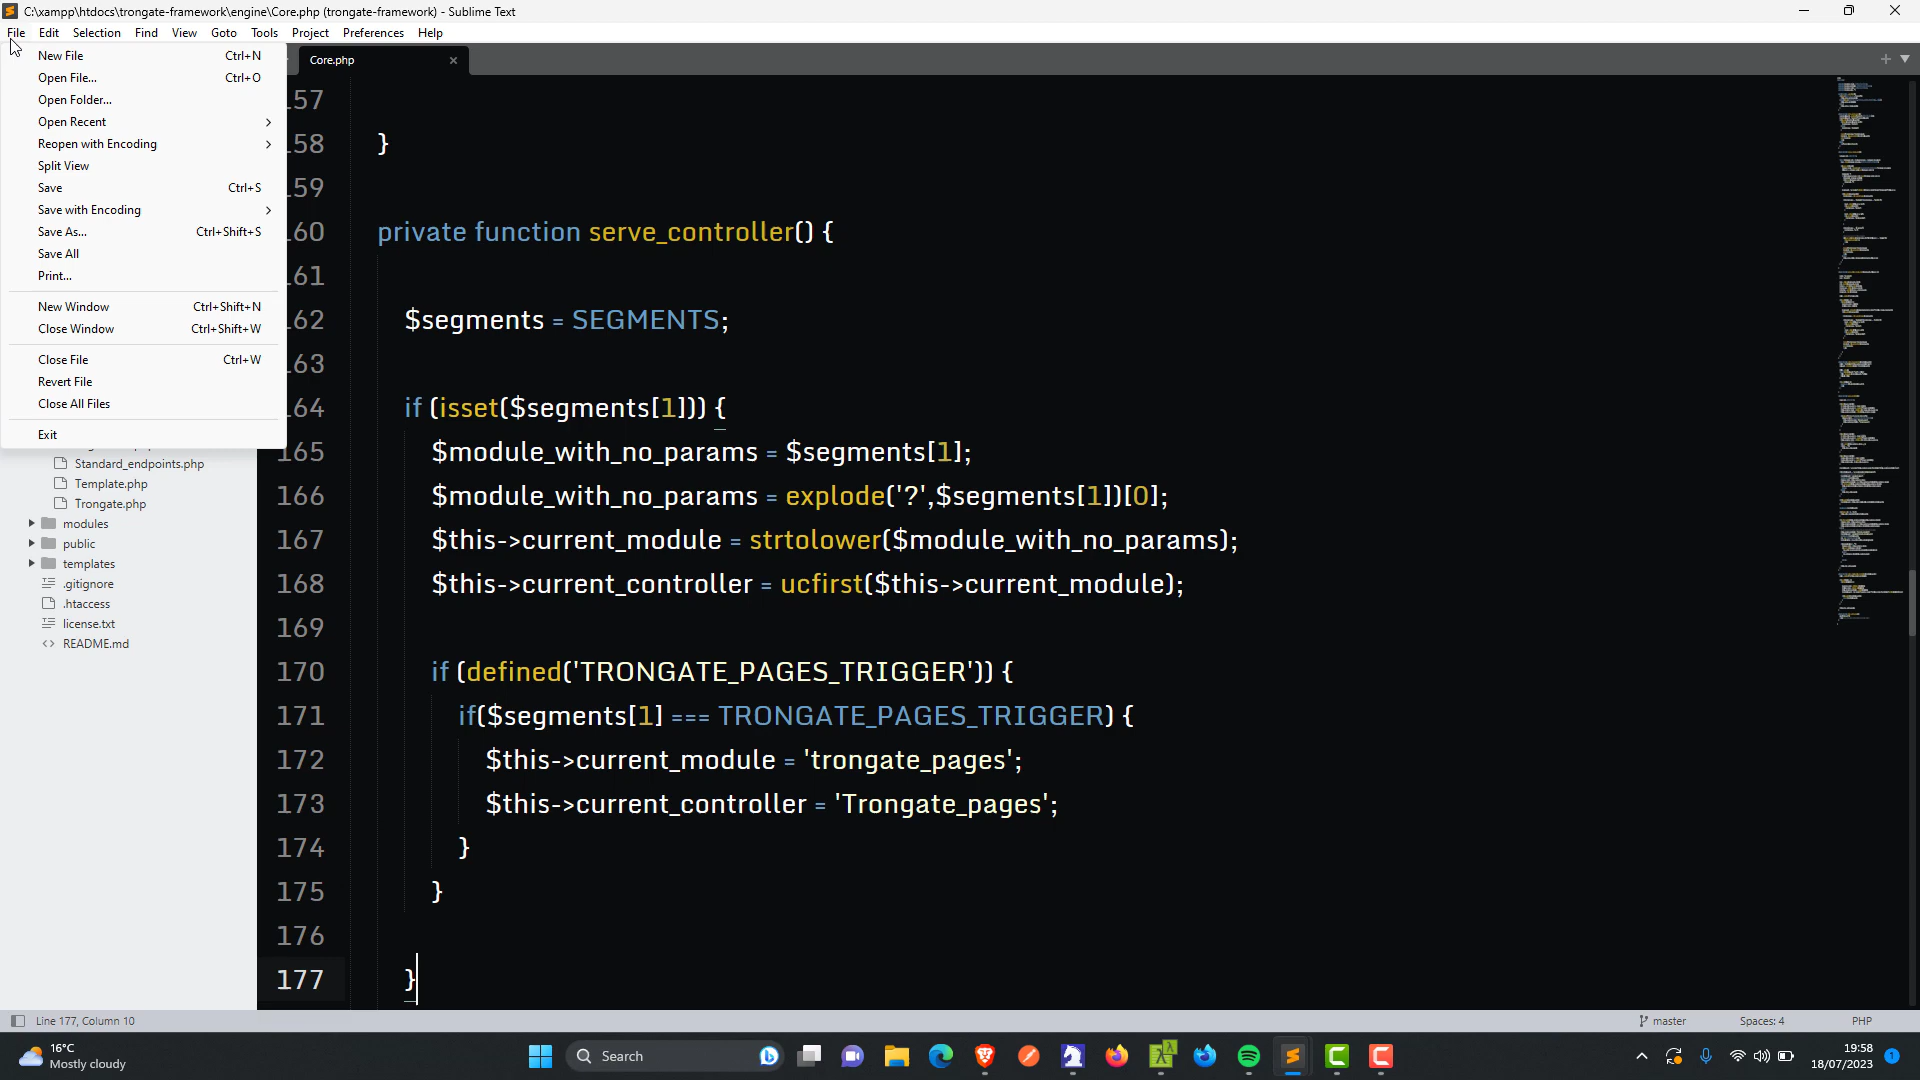 C:\xampp\htdocs\trongate-framework\engine\Core.php (trongate-framework) - Sublime Text
File Edit Selection Find View Goto Tools Project Preferences Help
New File Ctrl+N
Open File... Ctrl+O
Open Folder...
Open Recent
Reopen with Encoding
Split View
Save Ctrl+S
Save with Encoding
Save As... Ctrl+Shift+S
Save All
Print...
New Window Ctrl+Shift+N
Close Window Ctrl+Shift+W
Close File Ctrl+W
Revert File
Close All Files
Exit
Standard_endpoints.php
Template.php
Trongate.php
modules
public
templates
.gitignore
.htaccess
license.txt
README.md
Core.php
157
158 }
159
160 private function serve_controller() {
161
162 $segments = SEGMENTS;
163
164 if (isset($segments[1])) {
165 $module_with_no_params = $segments[1];
166 $module_with_no_params = explode('?',$segments[1])[0];
167 $this->current_module = strtolower($module_with_no_params);
168 $this->current_controller = ucfirst($this->current_module);
169
170 if (defined('TRONGATE_PAGES_TRIGGER')) {
171 if($segments[1] === TRONGATE_PAGES_TRIGGER) {
172 $this->current_module = 'trongate_pages';
173 $this->current_controller = 'Trongate_pages';
174 }
175 }
176
177 }
Line 177, Column 10 master Spaces: 4 PHP
16°C
Mostly cloudy
Search
19:58
18/07/2023
1